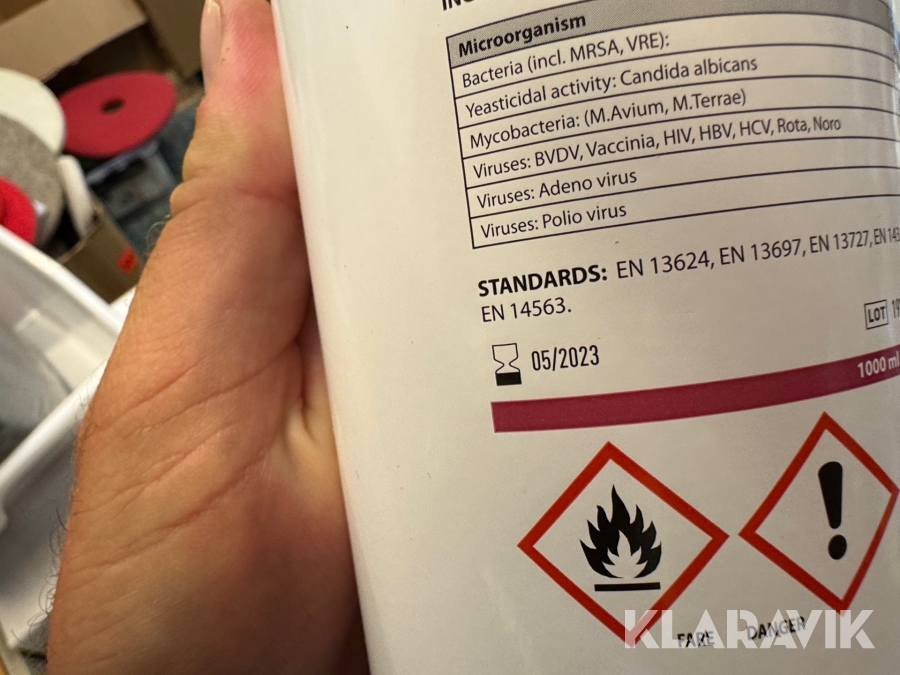 Microorganism
Bacteria (incl. MRSA, VRE):
Yeasticidal activity: Candida albicans
Mycobacteria: (M.Avium, M.Terrae)
Viruses: BVDV, Vaccinia, HIV, HBV, HCV, Rota, Noro
Viruses: Adeno virus
Viruses: Polio virus
STANDARDS: EN 13624, EN 13697, EN 13727, EN
EN 14563.
LOT
05/2023
1000 ml
FARE DANGER
KLARAVIK